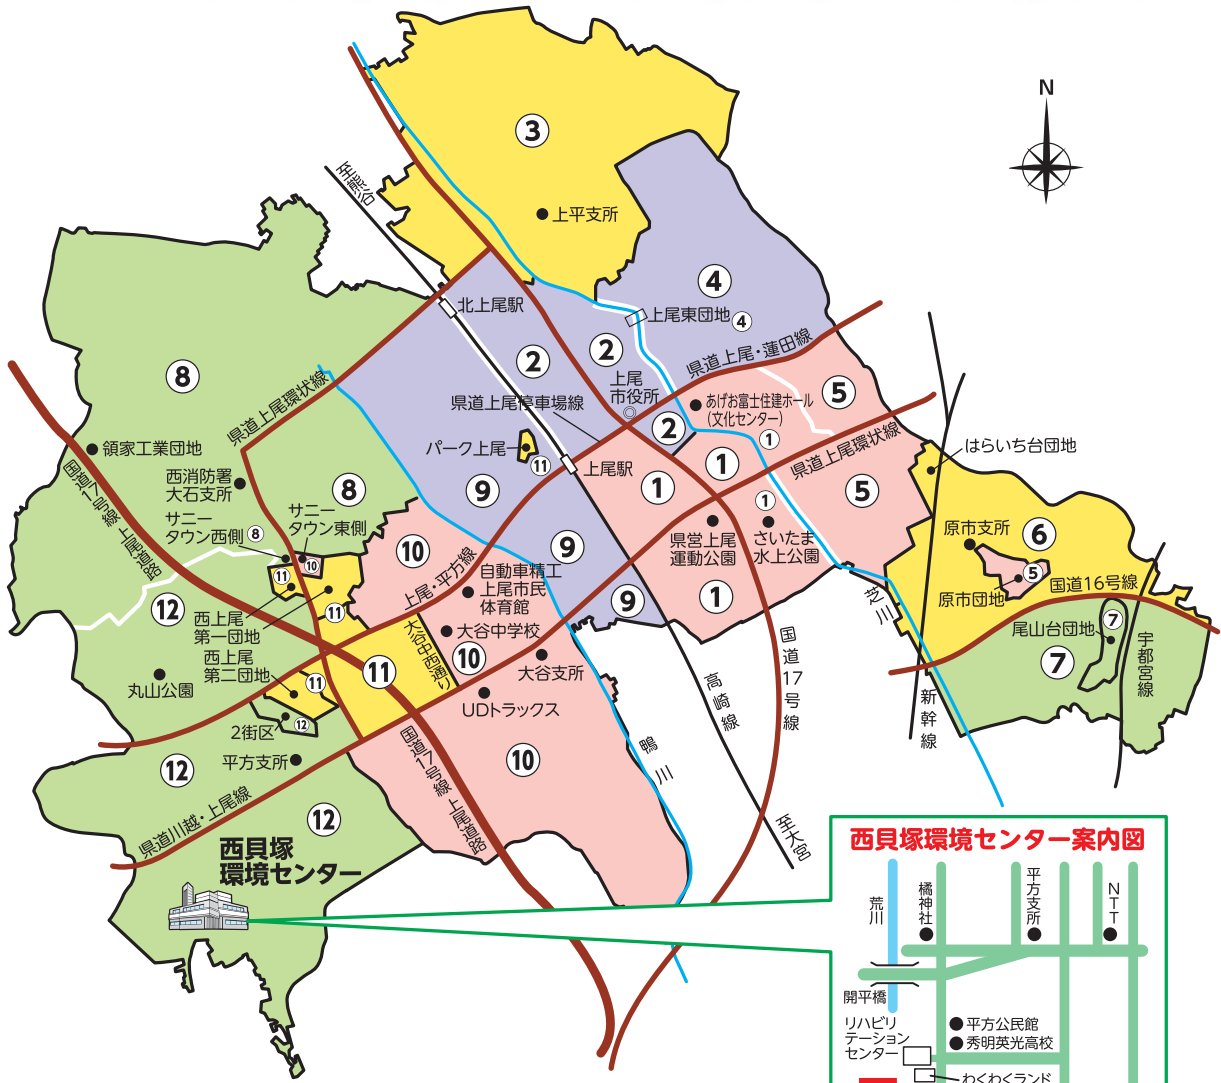 N
3
至熊谷
上平支所
4
北上尾駅
上尾東団地
4
2
2
県道上尾・蓮田線
8
県道上尾環状線
上尾
市役所
県道上尾停車場線
あげお富士住建ホール
(文化センター)
5
2
1
領家工業団地
パーク上尾
11
上尾駅
県道上尾環状線
はらいち台団地
国道17号線 上尾道路
西消防署
大石支所
8
9
1
1
5
1
サニー
タウン西側
8
サニー
タウン東側
県営上尾
運動公園
さいたま
水上公園
原市支所
6
10
9
10
11
上尾・平方線
自動車精工
上尾市民
体育館
5
国道16号線
原市団地
12
11
9
1
芝川
西上尾
第一団地
大谷中西通り
大谷中学校
尾山台団地
7
7
宇都宮線
西上尾
第二団地
11
11
10
大谷支所
国道17号線
丸山公園
UDトラックス
高崎線
新幹線
2街区
12
12
平方支所
国道17号線 上尾道路
10
鴨川
県道川越・上尾線
12
至大宮
西貝塚
環境センター
西貝塚環境センター案内図
荒川
橘神社
平方支所
NTT
開平橋
リハビリ
テーション
センター
平方公民館
秀明英光高校
わくわくランド